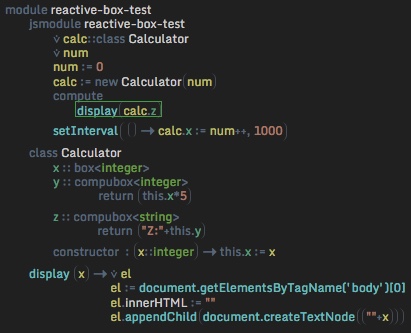 module reactive-box-test
jsmodule reactive-box-test
⩒ calc::class Calculator
⩒ num
num := 0
calc := new Calculator(num)
compute
display(calc.z
setInterval( () → calc.x := num++, 1000)
class Calculator
x :: box<integer>
y :: compubox<integer>
return (this.x*5)
z :: compubox<string>
return ("Z:"+this.y)
constructor : (x::integer) → this.x := x
display (x) → ⩒ el
el := document.getElementsByTagName('body')[0]
el.innerHTML := ""
el.appendChild(document.createTextNode((""+x)))